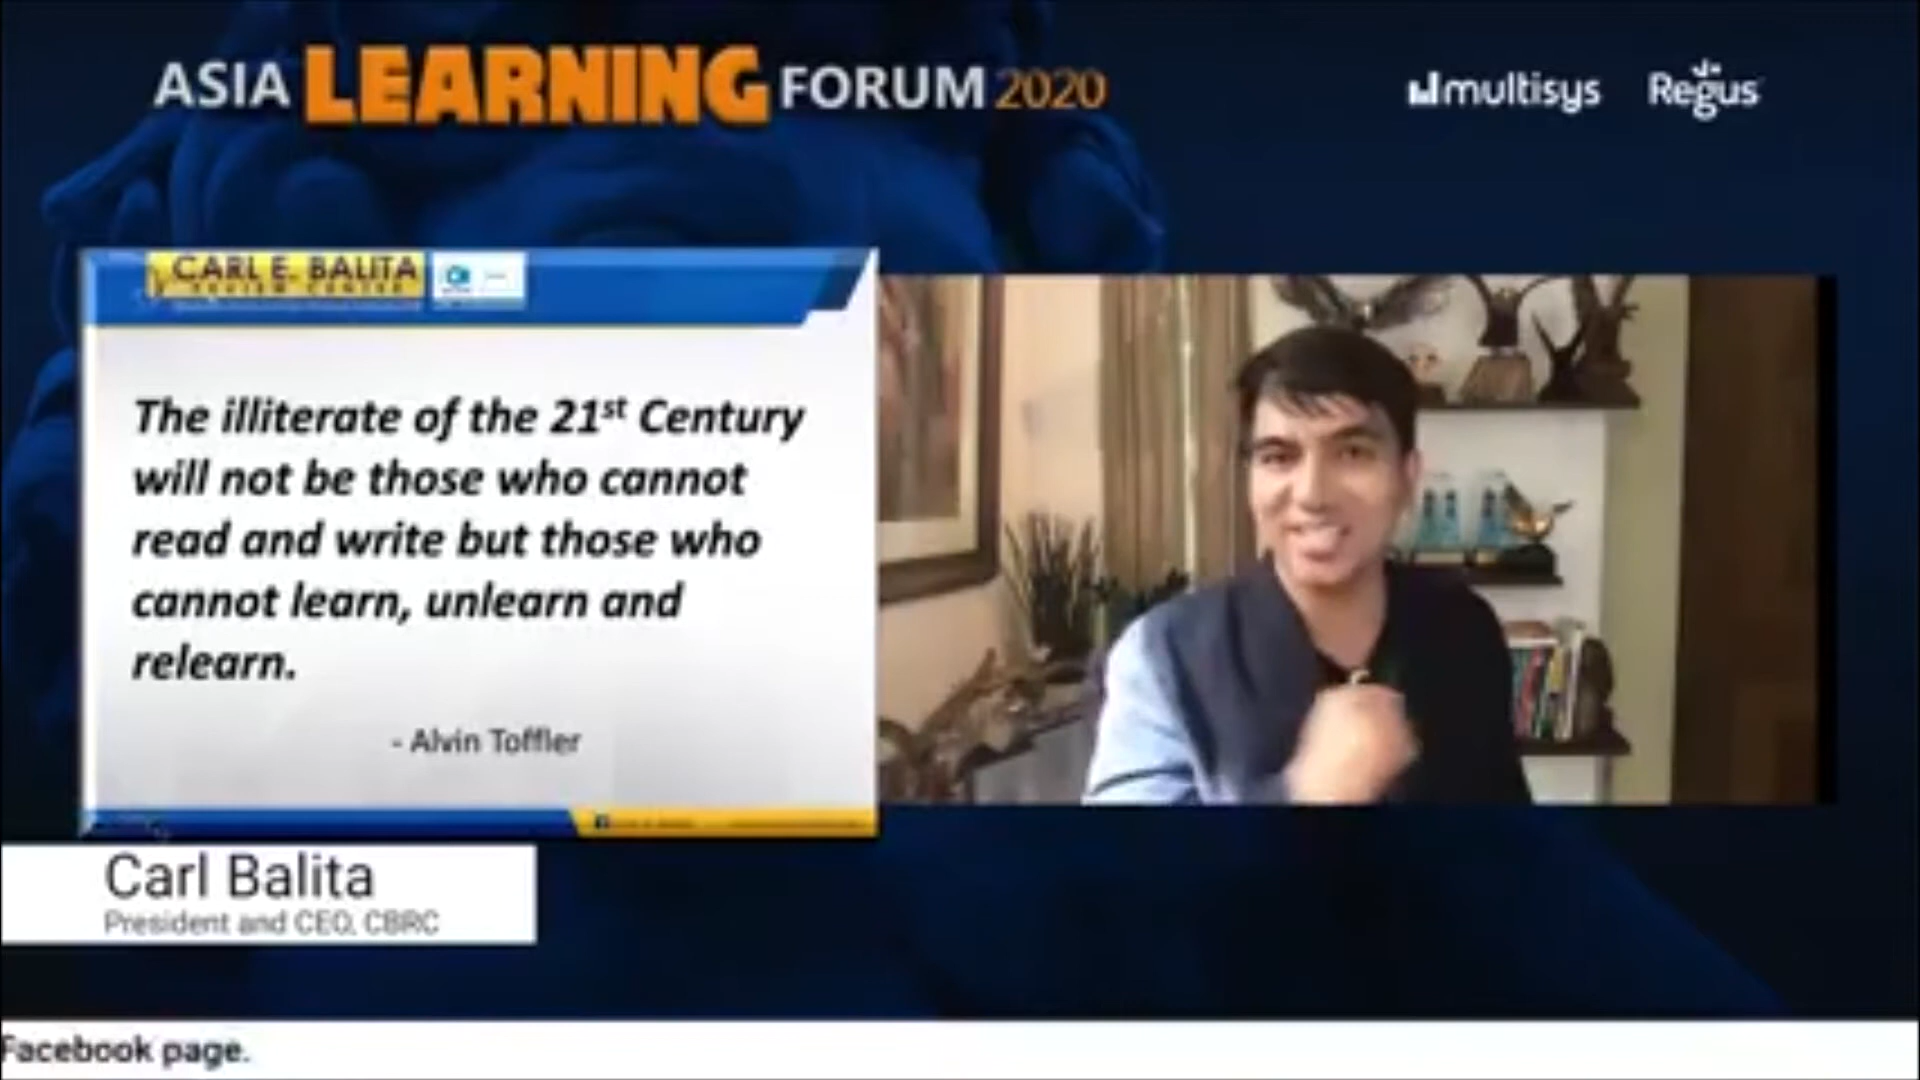 ASIA LEARNING FORUM 2020
multisys
Regus
CARL E. BALITA
REVIEW CENTER
The illiterate of the 21st Century
will not be those who cannot
read and write but those who
cannot learn, unlearn and
relearn.
- Alvin Toffler
Carl Balita
President and CEO, CBRC
Facebook page.